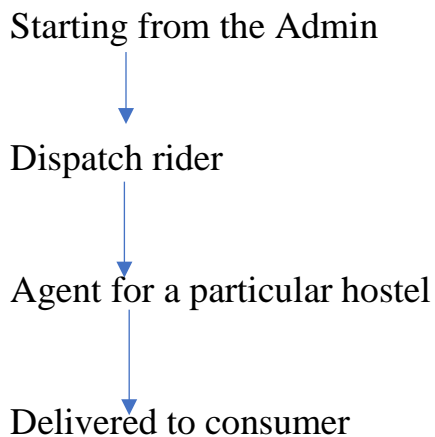 Starting from the Admin
Dispatch rider
Agent for a particular hostel
Delivered to consumer